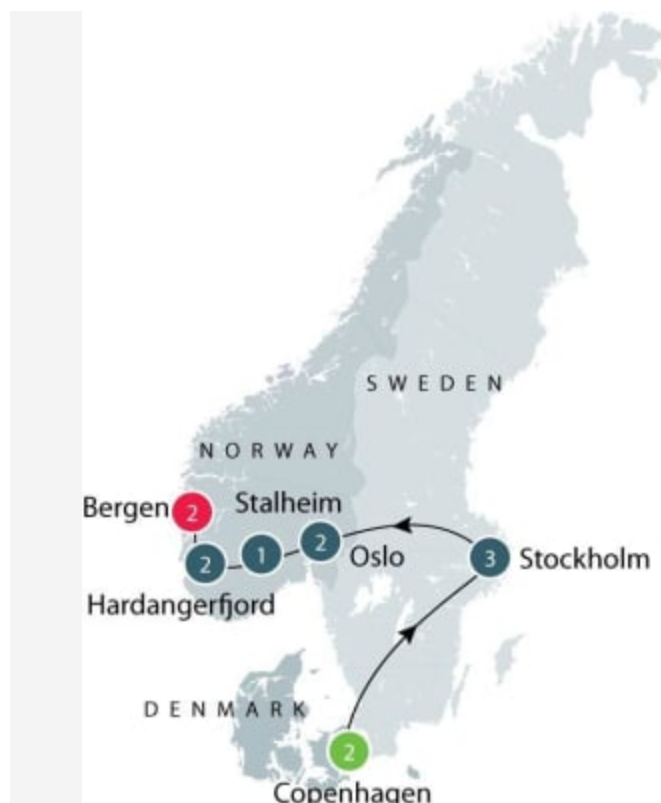 SWEDEN
NORWAY
Bergen
2
Stalheim
2
1
2
Oslo
3
Stockholm
Hardangerfjord
DENMARK
2
Copenhagen